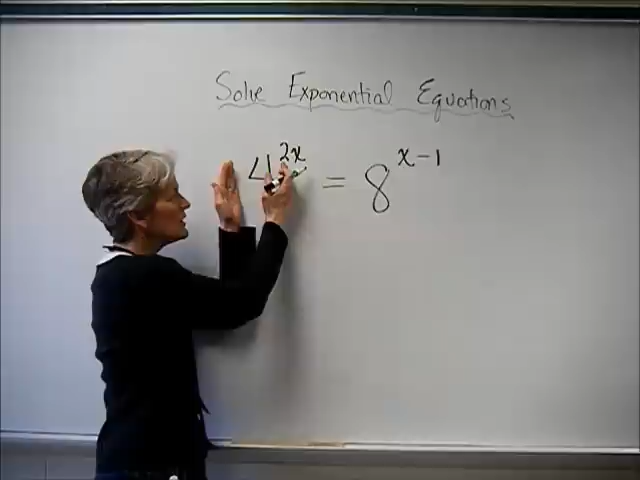 Solve Exponential Equations
4^{2x} = 8^{x-1}